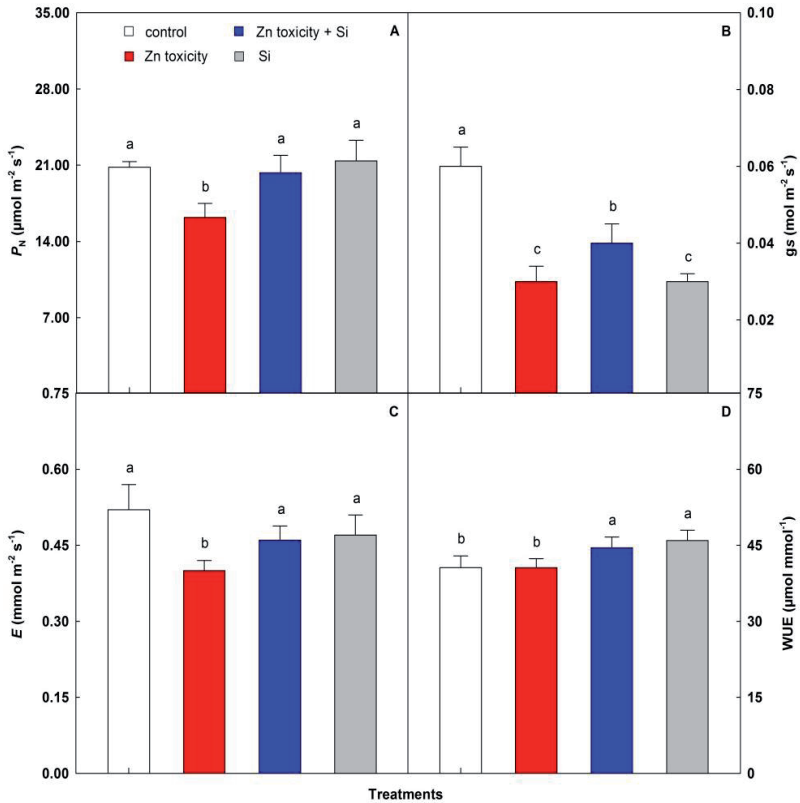 control
Zn toxicity + Si
Zn toxicity
Si
A
35.00
28.00
21.00
14.00
7.00
0.75
P_N (µmol m⁻² s⁻¹)
a
b
a
a
B
0.10
0.08
0.06
0.04
0.02
75
gs (mol m⁻² s⁻¹)
a
c
b
c
C
0.60
0.45
0.30
0.15
0.00
E (mmol m⁻² s⁻¹)
a
b
a
a
D
60
45
30
15
0
WUE (µmol mmol⁻¹)
b
b
a
a
Treatments